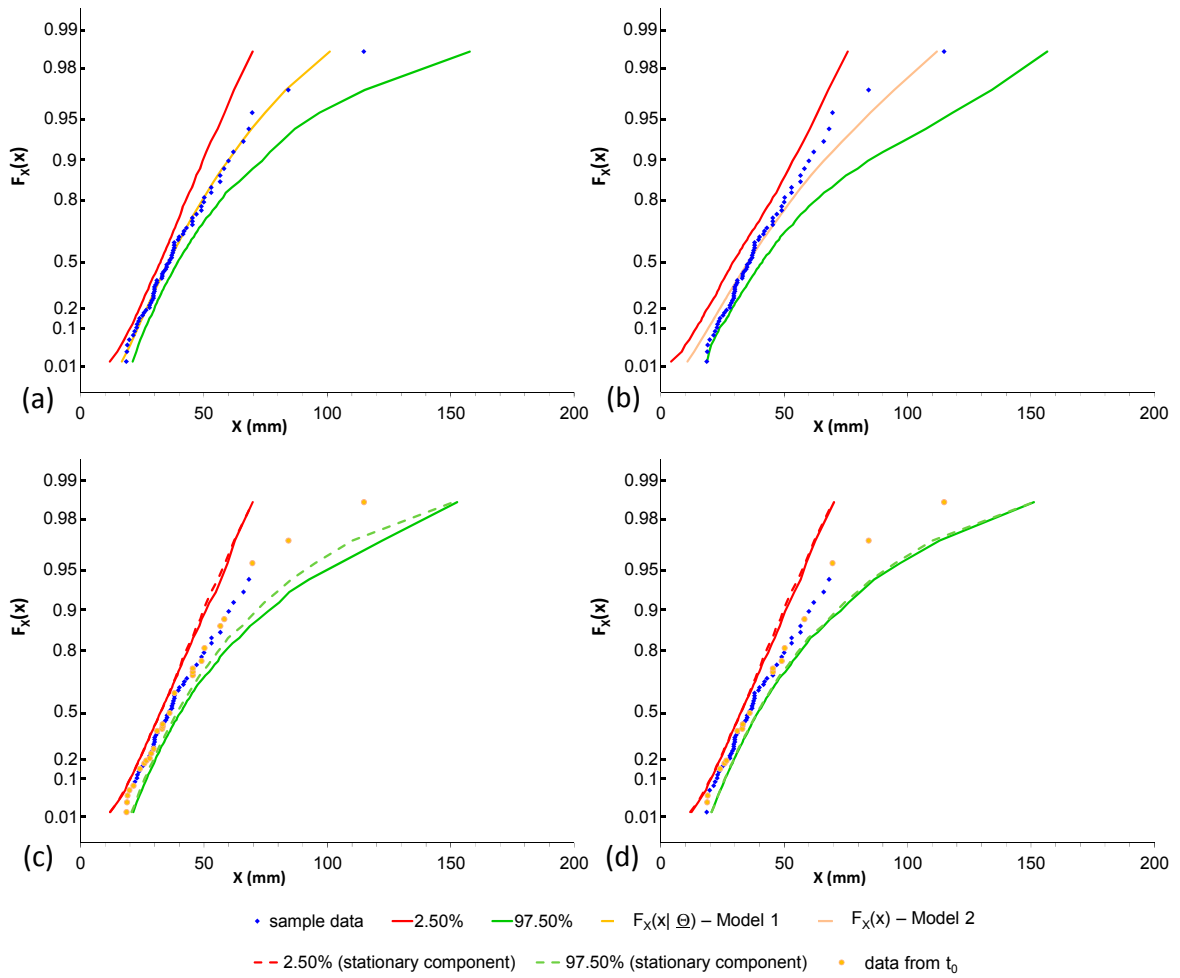 0.99
0.98
0.95
0.9
0.8
0.5
0.2
0.1
0.01
F_X(x)
(a)
0 50 100 150 200
X (mm)
0.99
0.98
0.95
0.9
0.8
0.5
0.2
0.1
0.01
F_X(x)
(b)
0 50 100 150 200
X (mm)
0.99
0.98
0.95
0.9
0.8
0.5
0.2
0.1
0.01
F_X(x)
(c)
0 50 100 150 200
X (mm)
0.99
0.98
0.95
0.9
0.8
0.5
0.2
0.1
0.01
F_X(x)
(d)
0 50 100 150 200
X (mm)
sample data 2.50% 97.50% F_X(x| Θ) – Model 1 F_X(x) – Model 2
2.50% (stationary component) 97.50% (stationary component) data from t_0